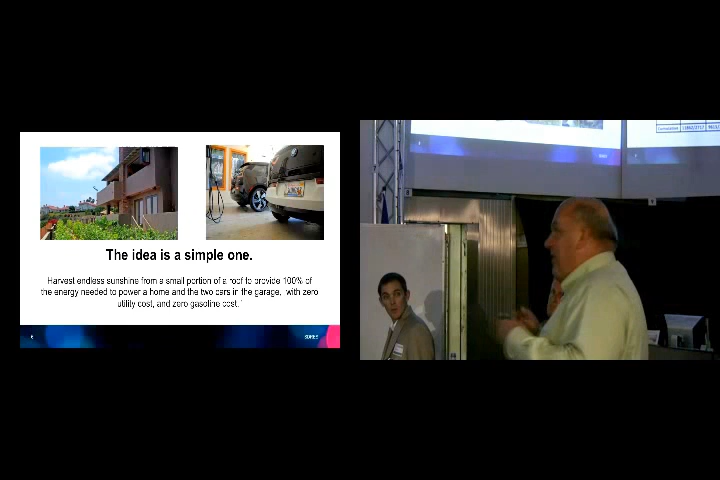 The idea is a simple one.
"Harvest endless sunshine from a small portion of a roof to provide 100% of
the energy needed to power a home and the two cars in the garage, with zero
utility cost, and zero gasoline cost."
6